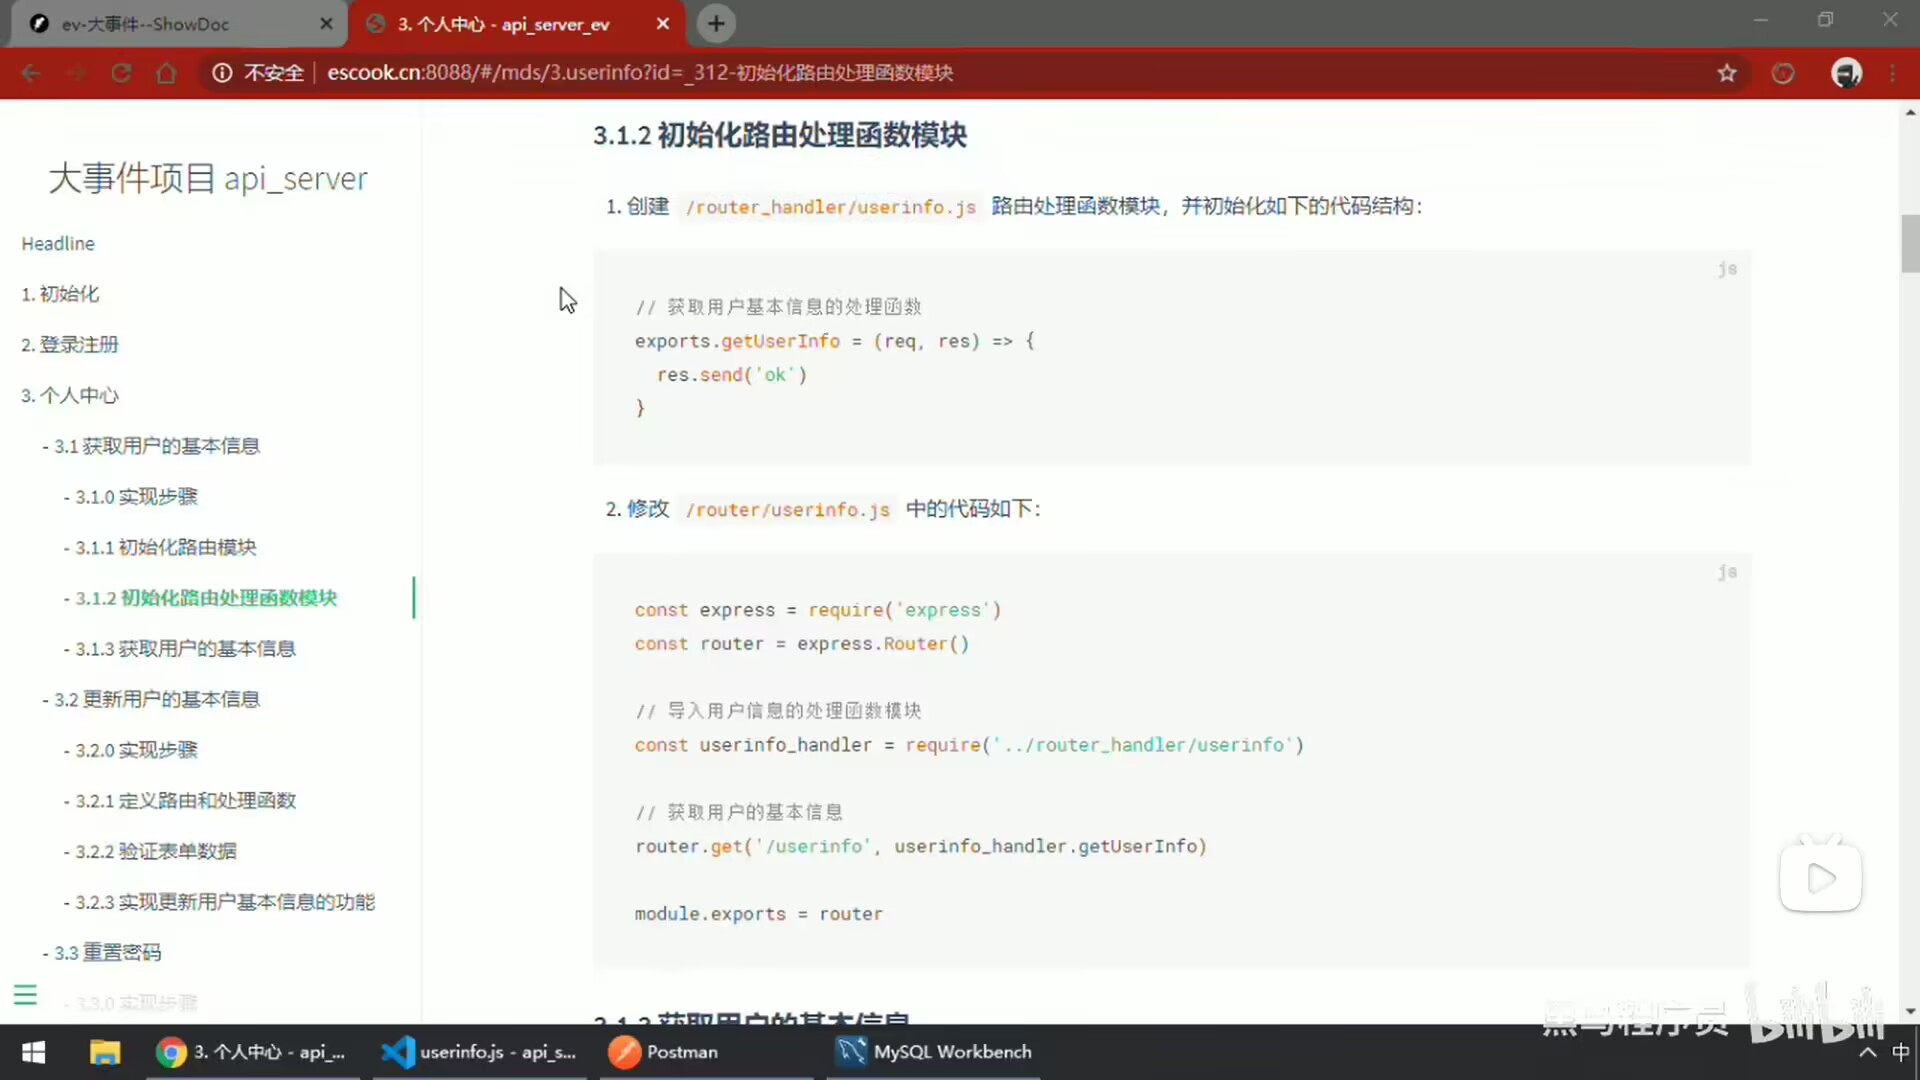 ev-大事件--ShowDoc
3. 个人中心 - api_server_ev
不安全
escook.cn:8088/#/mds/3.userinfo?id=_312-初始化路由处理函数模块
大事件项目 api_server
Headline
1. 初始化
2. 登录注册
3. 个人中心
- 3.1 获取用户的基本信息
- 3.1.0 实现步骤
- 3.1.1 初始化路由模块
- 3.1.2 初始化路由处理函数模块
- 3.1.3 获取用户的基本信息
- 3.2 更新用户的基本信息
- 3.2.0 实现步骤
- 3.2.1 定义路由和处理函数
- 3.2.2 验证表单数据
- 3.2.3 实现更新用户基本信息的功能
- 3.3 重置密码
- 3.3.0 实现步骤
3.1.2 初始化路由处理函数模块
1. 创建 /router_handler/userinfo.js 路由处理函数模块，并初始化如下的代码结构：
js
// 获取用户基本信息的处理函数
exports.getUserInfo = (req, res) => {
res.send('ok')
}
2. 修改 /router/userinfo.js 中的代码如下：
js
const express = require('express')
const router = express.Router()
// 导入用户信息的处理函数模块
const userinfo_handler = require('../router_handler/userinfo')
// 获取用户的基本信息
router.get('/userinfo', userinfo_handler.getUserInfo)
module.exports = router
3.1.3 获取用户的基本信息
黑马程序员 bilibili
3. 个人中心 - api_...
userinfo.js - api_s...
Postman
MySQL Workbench
中